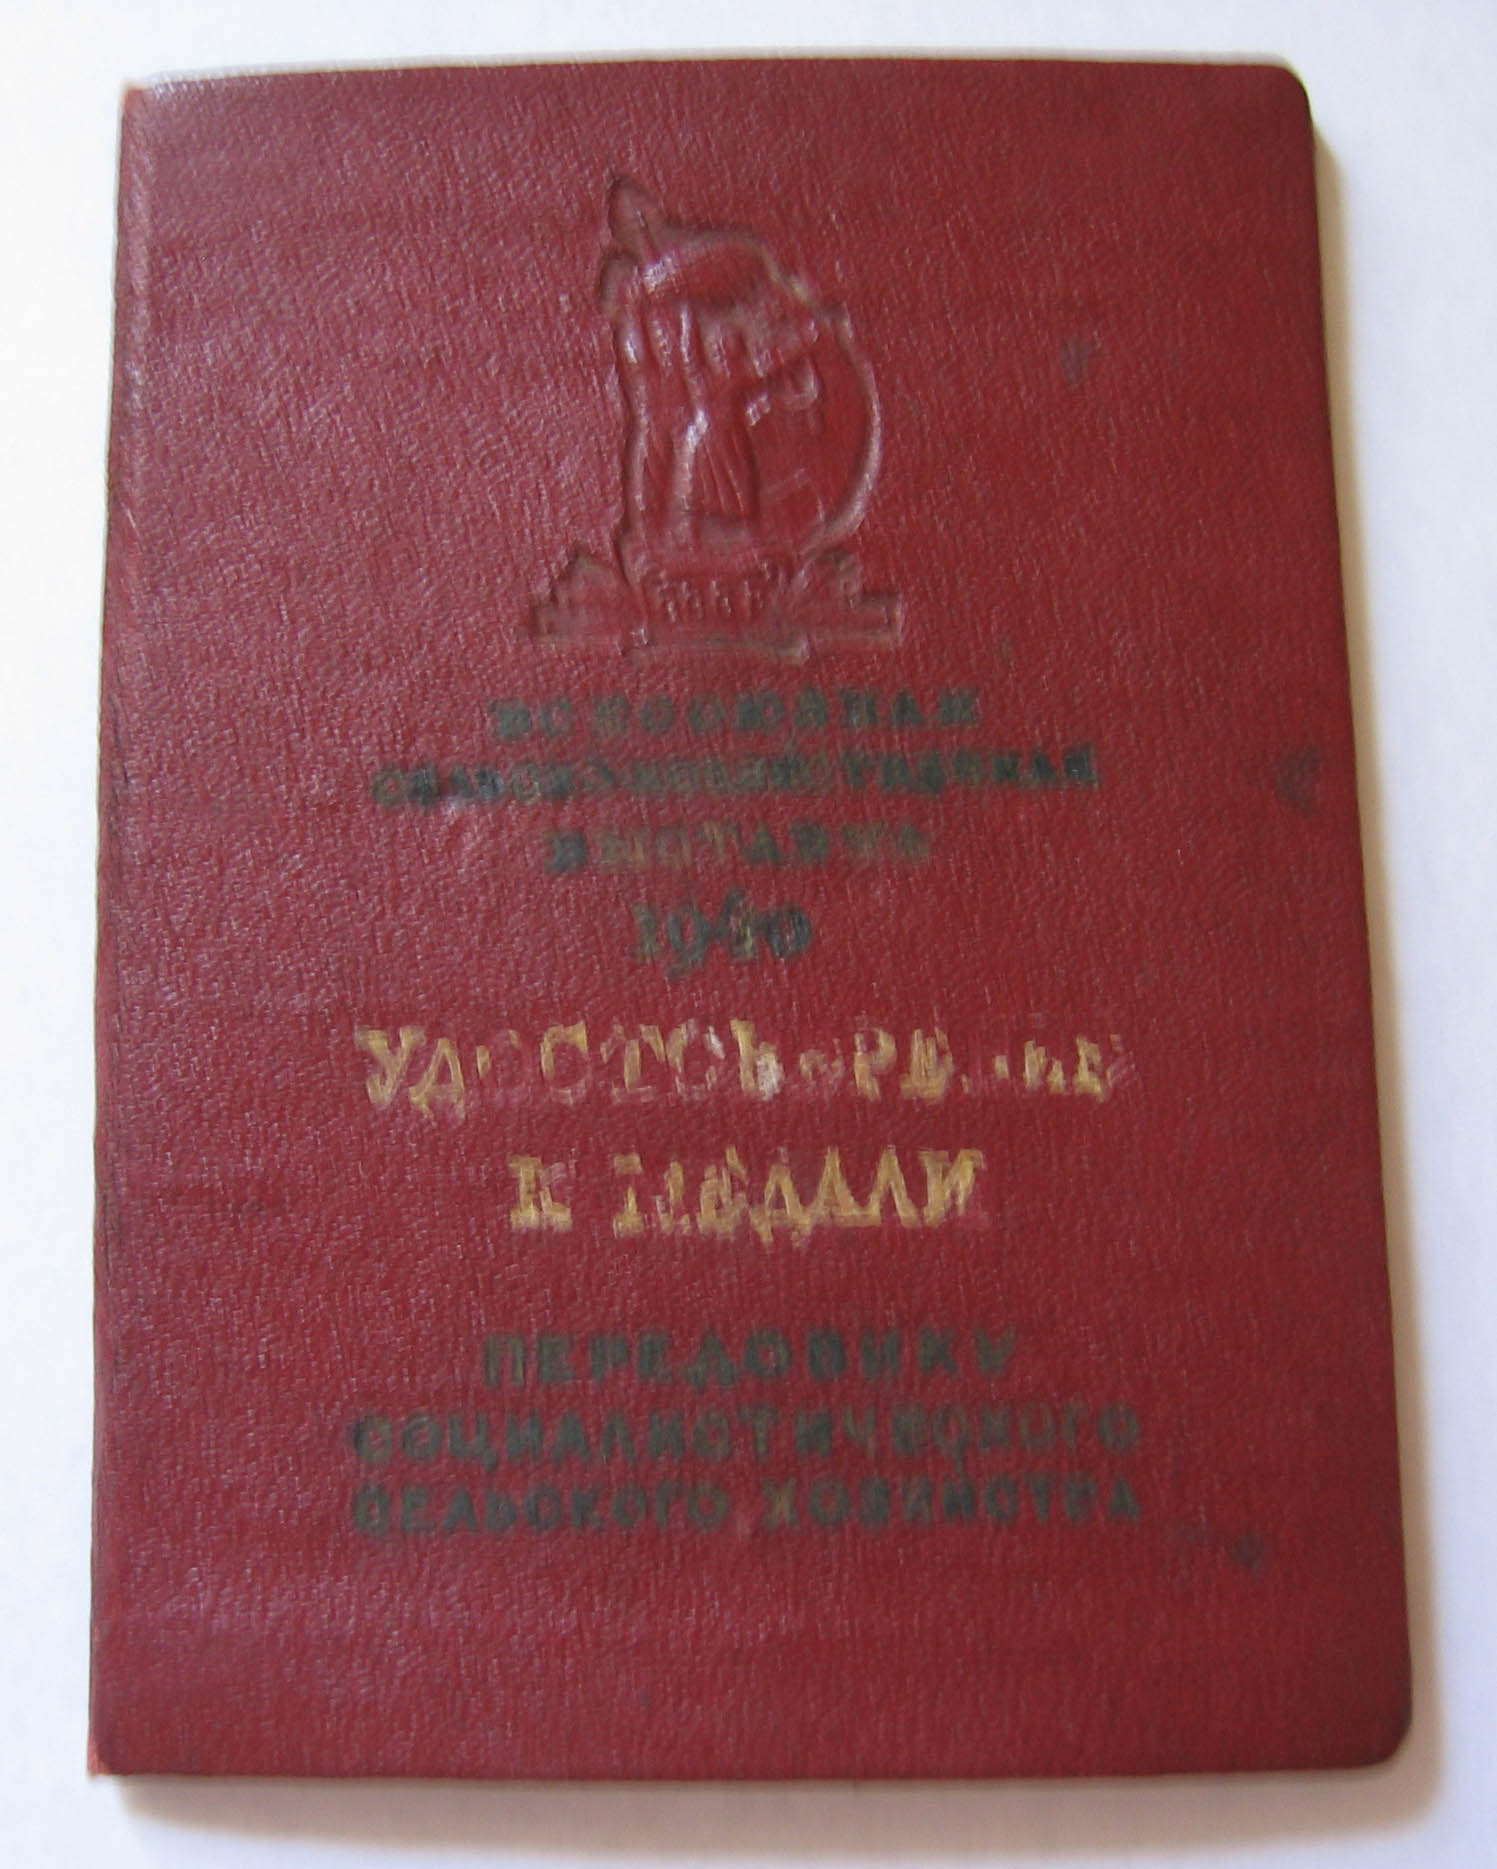 ВСЕСОЮЗНАЯ
СЕЛЬСКОХОЗЯЙСТВЕННАЯ
ВЫСТАВКА
1940
УДОСТОВЕРЕНИЕ
К МЕДАЛИ
ПЕРЕДОВИКУ
СОЦИАЛИСТИЧЕСКОГО
СЕЛЬСКОГО ХОЗЯЙСТВА